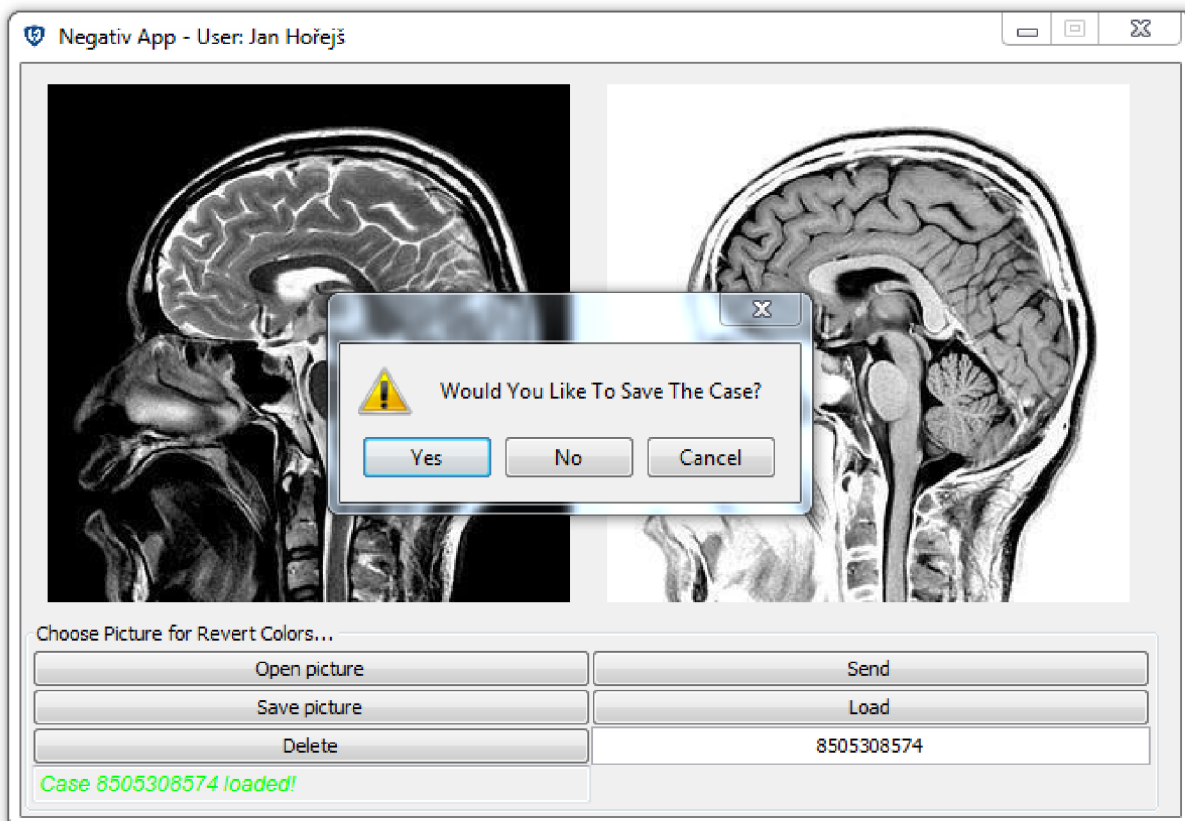 Negativ App - User: Jan Hořejš
Would You Like To Save The Case?
Yes No Cancel
Choose Picture for Revert Colors...
Open picture Send
Save picture Load
Delete 8505308574
Case 8505308574 loaded!